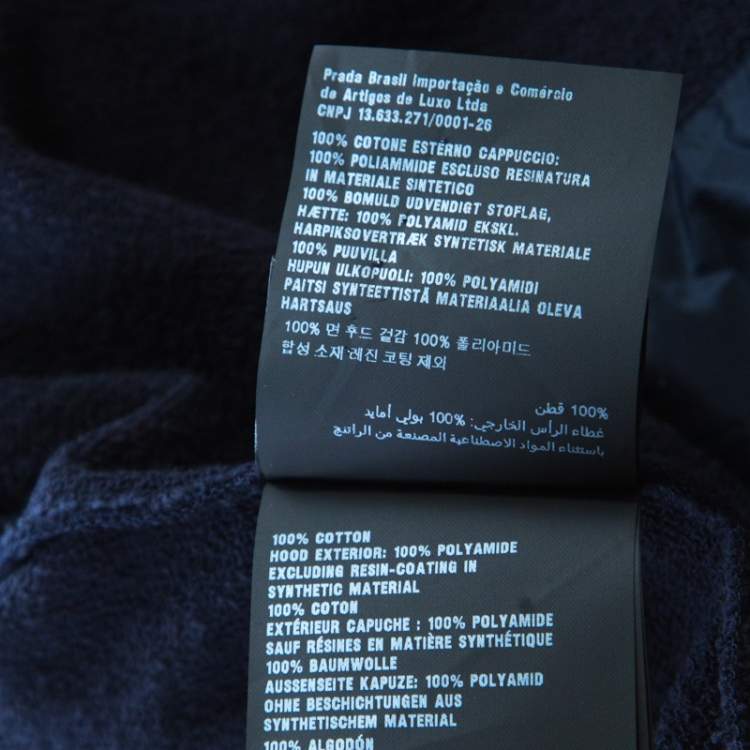 Prada Brasil Importação e Comércio
de Artigos de Luxo Ltda
CNPJ 13.633.271/0001-26
100% COTONE ESTERNO CAPPUCCIO:
100% POLIAMMIDE ESCLUSO RESINATURA
IN MATERIALE SINTETICO
100% BOMULD UDVENDIGT STOFLAG,
HÆTTE: 100% POLYAMID EKSKL.
HARPIKSOVERTRÆK SYNTETISK MATERIALE
100% PUUVILLA
HUPUN ULKOPUOLI: 100% POLYAMIDI
PAITSI SYNTEETTISTÄ MATERIAALIA OLEVA
HARTSAUS
100% 면 후드 겉감 100% 폴리아미드
합성 소재 레진 코팅 제외
100% قطن
غطاء الرأس الخارجي: 100% بولي أمايد
باستثناء المواد الاصطناعية المصنعة من الراتنج
100% COTTON
HOOD EXTERIOR: 100% POLYAMIDE
EXCLUDING RESIN-COATING IN
SYNTHETIC MATERIAL
100% COTON
EXTÉRIEUR CAPUCHE : 100% POLYAMIDE
SAUF RÉSINES EN MATIÈRE SYNTHÉTIQUE
100% BAUMWOLLE
AUSSENSEITE KAPUZE: 100% POLYAMID
OHNE BESCHICHTUNGEN AUS
SYNTHETISCHEM MATERIAL
100% ALGODÓN